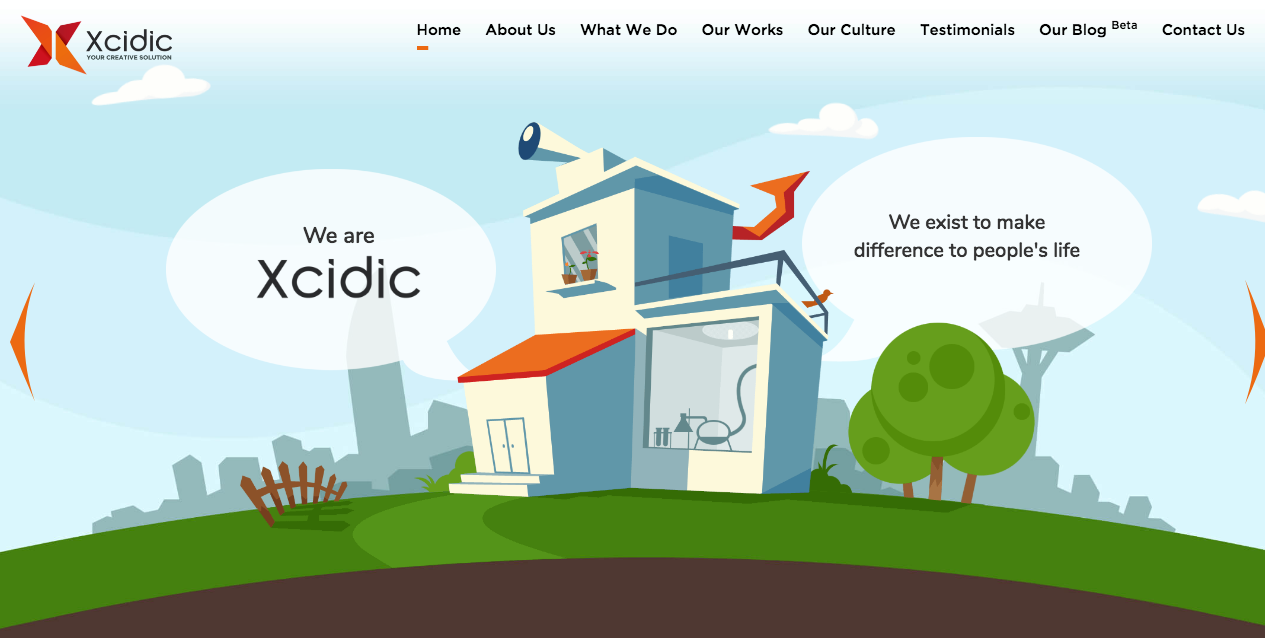 Xcidic
YOUR CREATIVE SOLUTION
Home About Us What We Do Our Works Our Culture Testimonials Our Blog Beta Contact Us
We are
Xcidic
We exist to make
difference to people's life